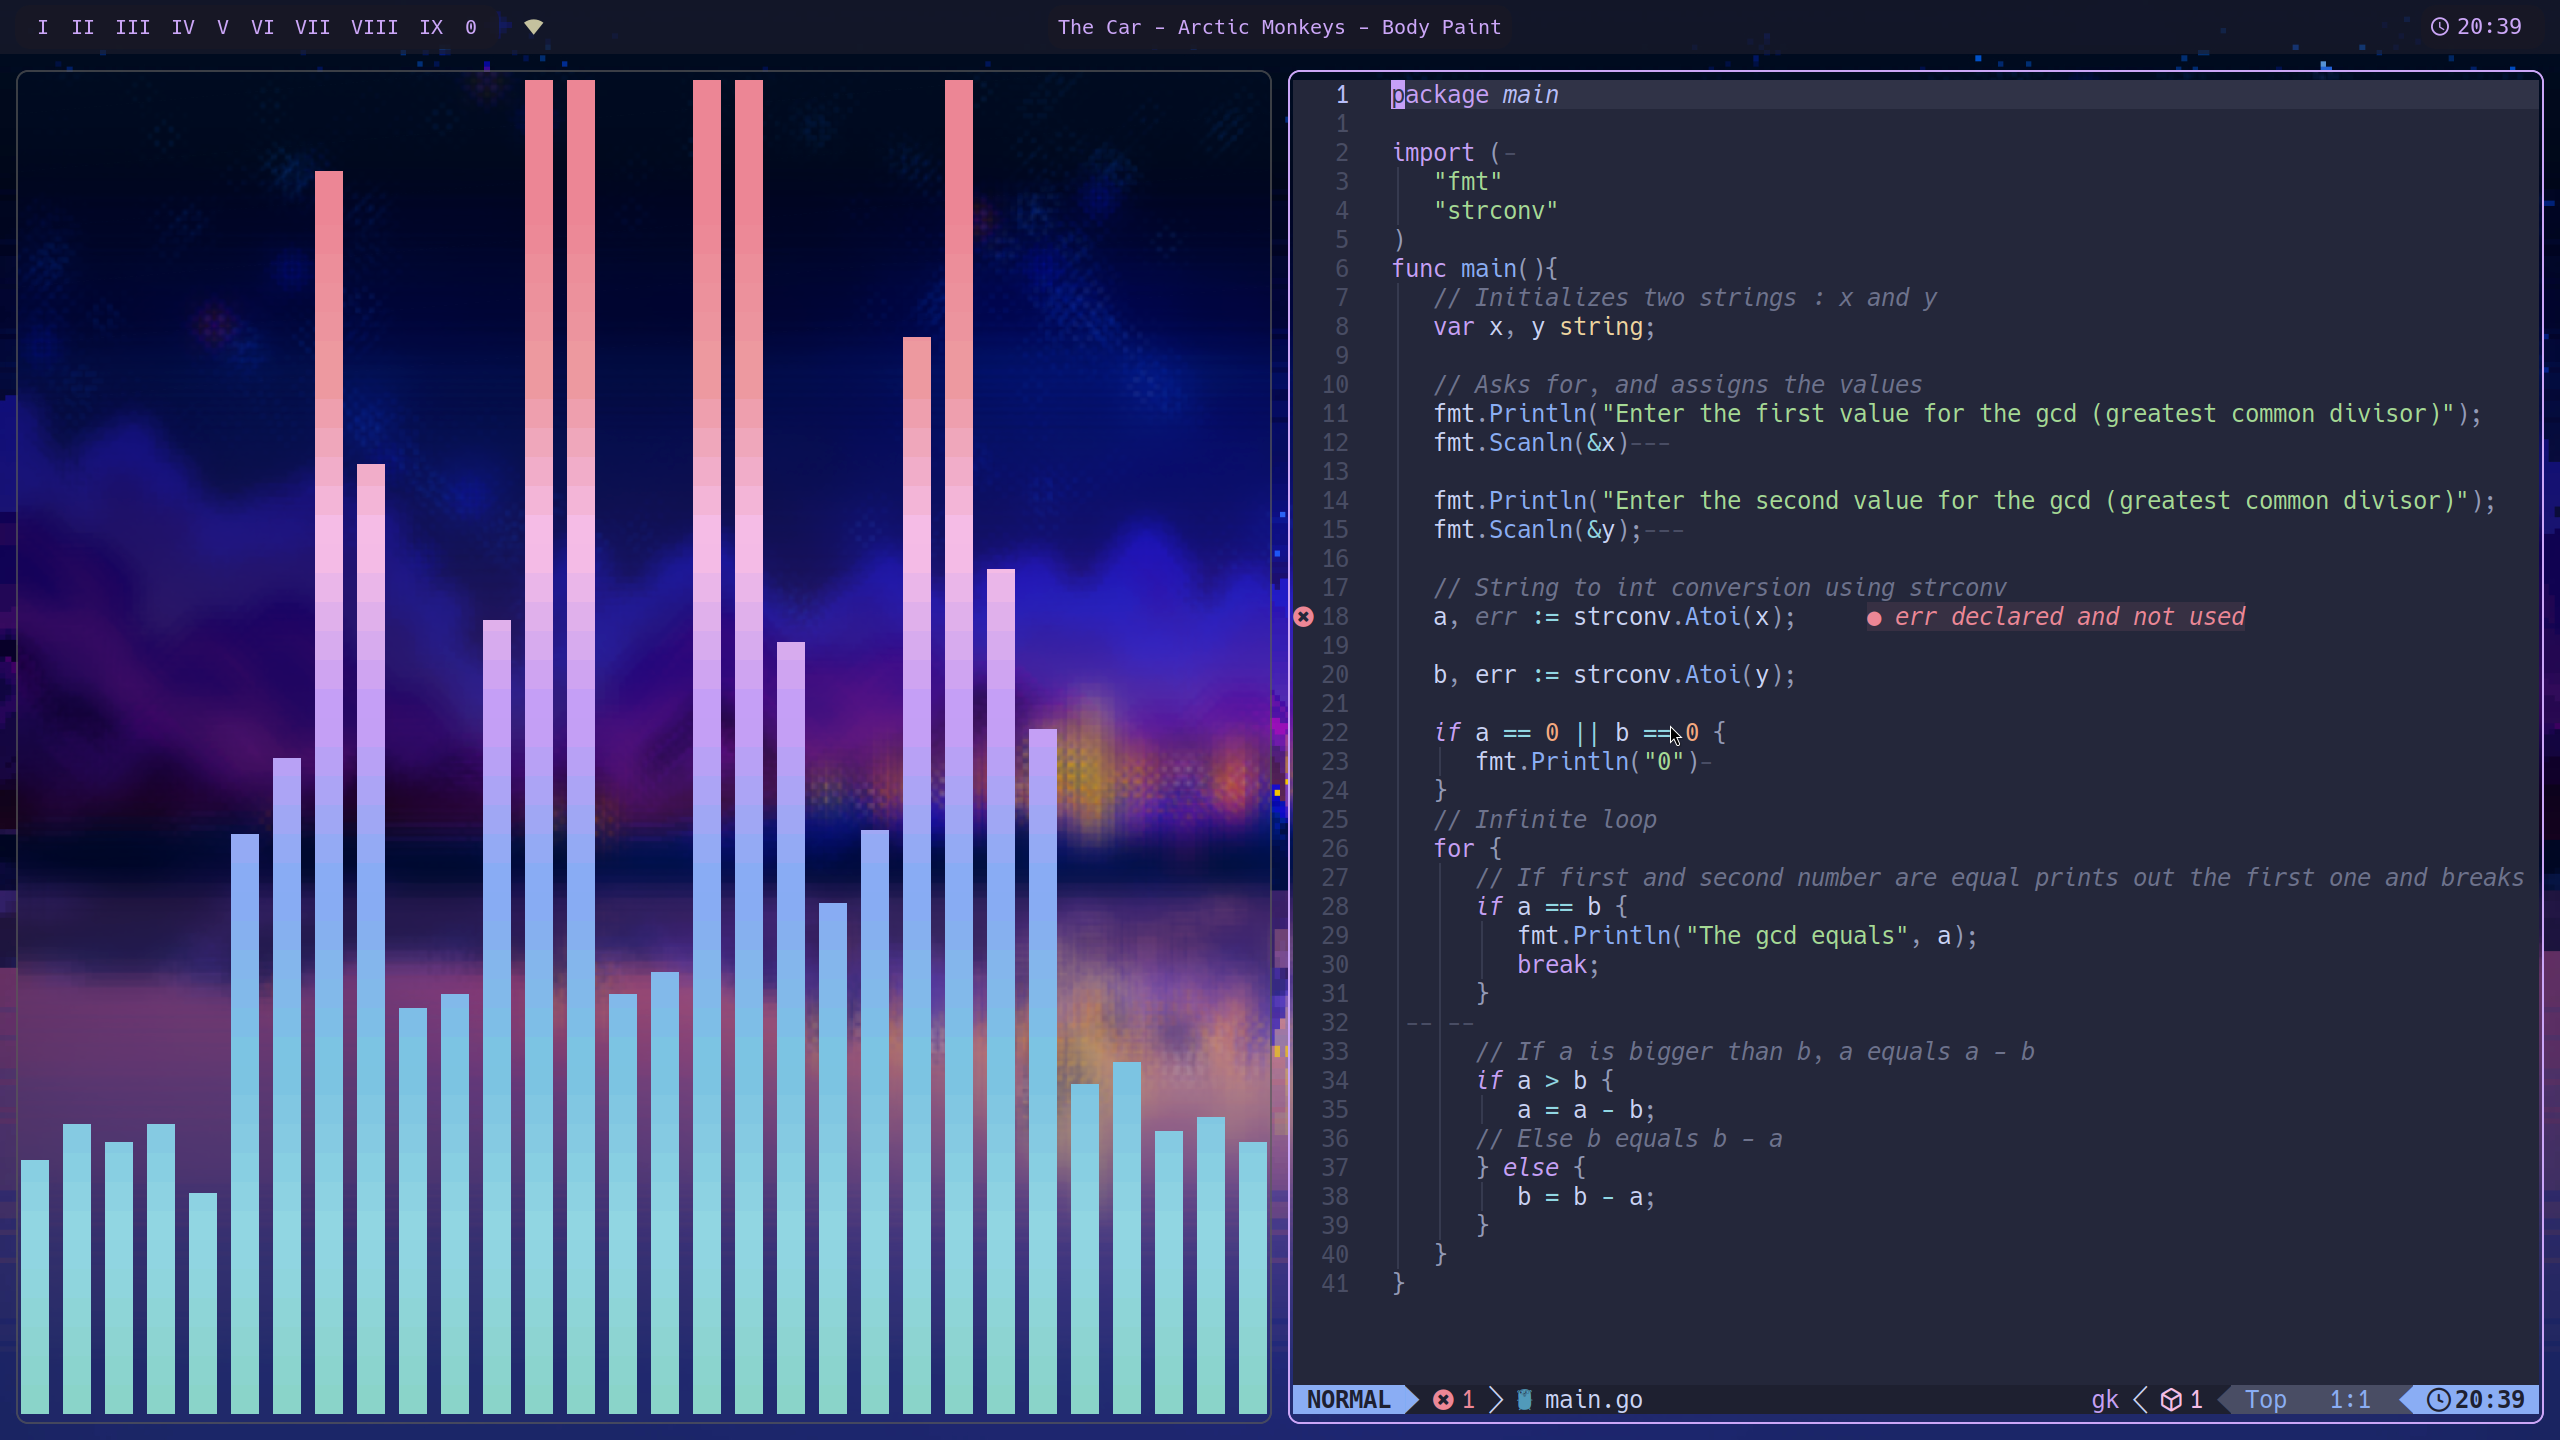 I II III IV V VI VII VIII IX 0
The Car - Arctic Monkeys - Body Paint
20:39
1 package main
1
2 import (-
3 "fmt"
4 "strconv"
5 )
6 func main(){
7 // Initializes two strings : x and y
8 var x, y string;
9
10 // Asks for, and assigns the values
11 fmt.Println("Enter the first value for the gcd (greatest common divisor)");
12 fmt.Scanln(&x)---
13
14 fmt.Println("Enter the second value for the gcd (greatest common divisor)");
15 fmt.Scanln(&y);---
16
17 // String to int conversion using strconv
18 a, err := strconv.Atoi(x); ● err declared and not used
19
20 b, err := strconv.Atoi(y);
21
22 if a == 0 || b == 0 {
23 fmt.Println("0")-
24 }
25 // Infinite loop
26 for {
27 // If first and second number are equal prints out the first one and breaks
28 if a == b {
29 fmt.Println("The gcd equals", a);
30 break;
31 }
32 -- --
33 // If a is bigger than b, a equals a - b
34 if a > b {
35 a = a - b;
36 // Else b equals b - a
37 } else {
38 b = b - a;
39 }
40 }
41 }
NORMAL 1 main.go gk 1 Top 1:1 20:39